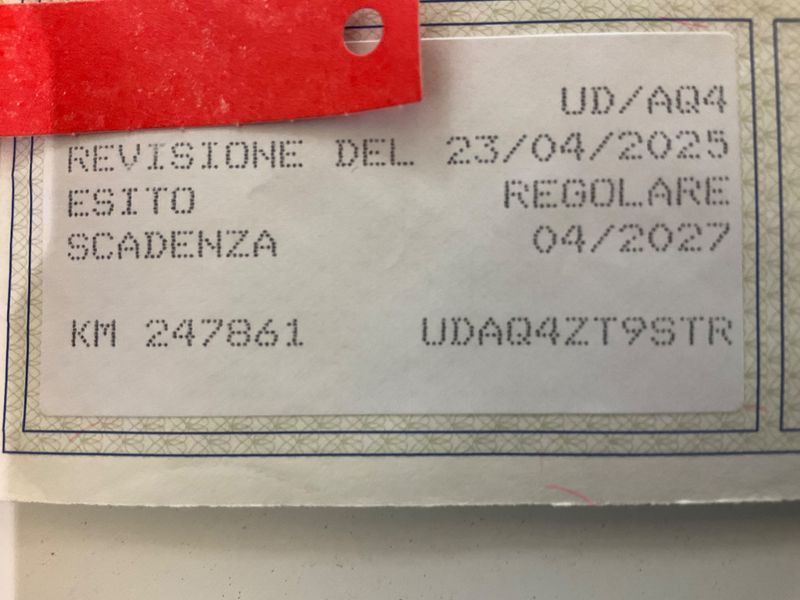 UD/AQ4
REVISIONE DEL 23/04/2025
ESITO REGOLARE
SCADENZA 04/2027
KM 247861 UDAQ4ZT9STR